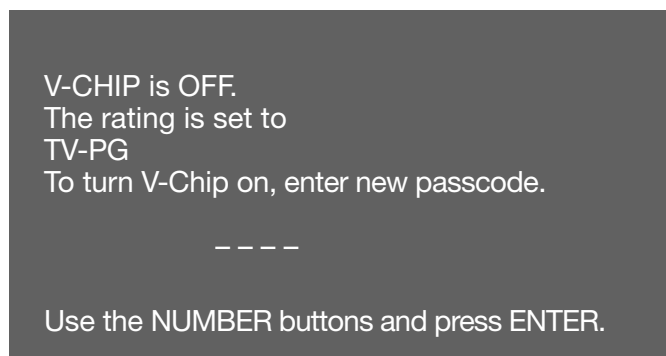 V-CHIP is OFF.
The rating is set to
TV-PG
To turn V-Chip on, enter new passcode.
_ _ _ _
Use the NUMBER buttons and press ENTER.